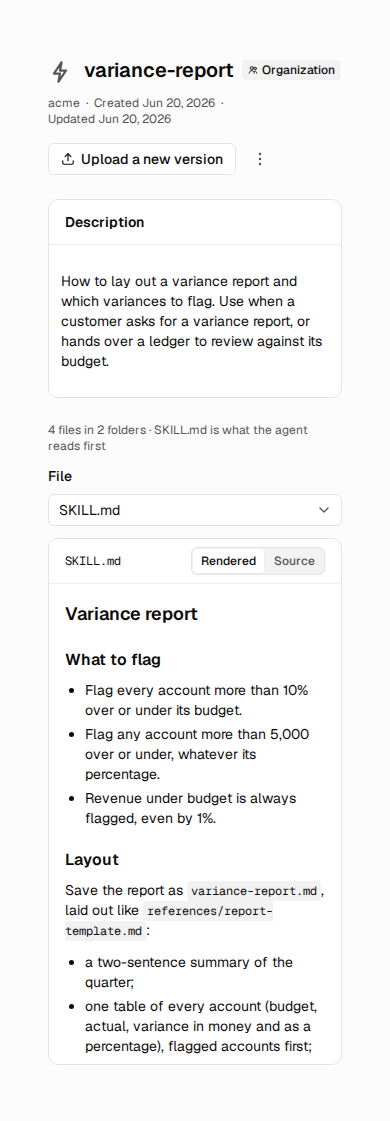 variance-report
Organization
acme · Created Jun 20, 2026 ·
Updated Jun 20, 2026
Upload a new version
Description
How to lay out a variance report and
which variances to flag. Use when a
customer asks for a variance report, or
hands over a ledger to review against its
budget.
4 files in 2 folders · SKILL.md is what the agent
reads first
File
SKILL.md
SKILL.md
Rendered
Source
Variance report
What to flag
• Flag every account more than 10%
over or under its budget.
• Flag any account more than 5,000
over or under, whatever its
percentage.
• Revenue under budget is always
flagged, even by 1%.
Layout
Save the report as variance-report.md,
laid out like references/report-
template.md:
• a two-sentence summary of the
quarter;
• one table of every account (budget,
actual, variance in money and as a
percentage), flagged accounts first;